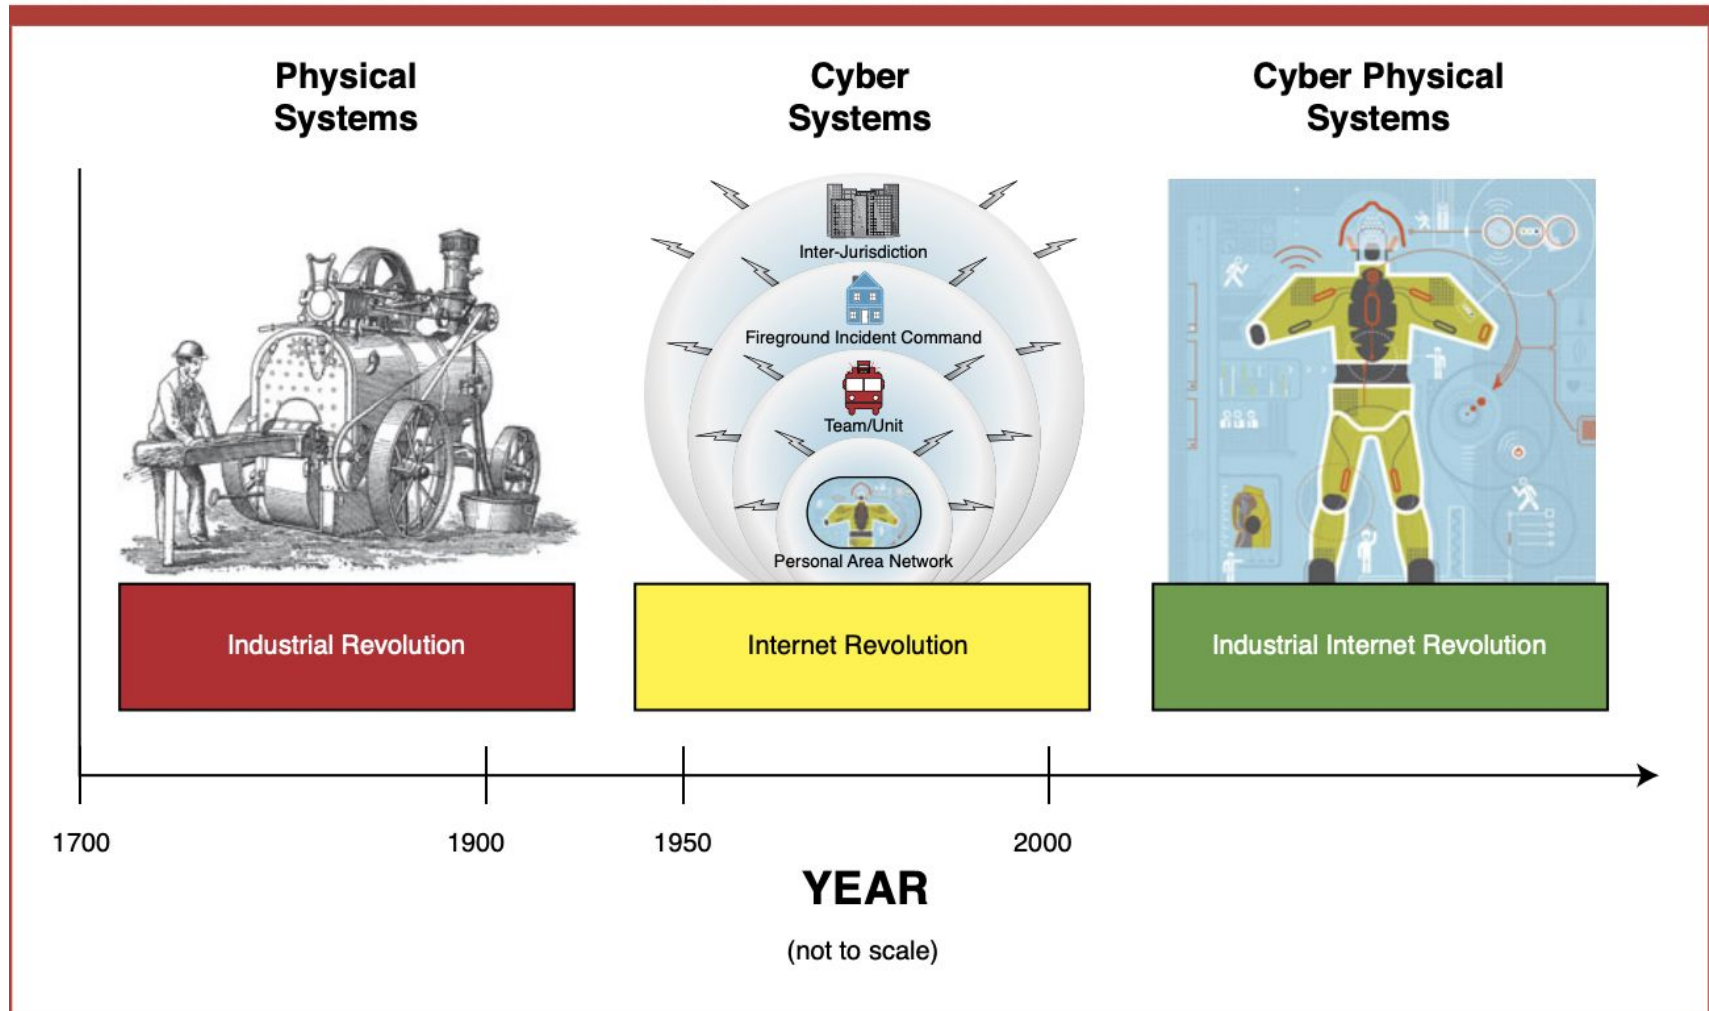 Physical
Systems
Cyber
Systems
Cyber Physical
Systems
Inter-Jurisdiction
Fireground Incident Command
Team/Unit
Personal Area Network
Industrial Revolution
Internet Revolution
Industrial Internet Revolution
1700
1900
1950
2000
YEAR
(not to scale)